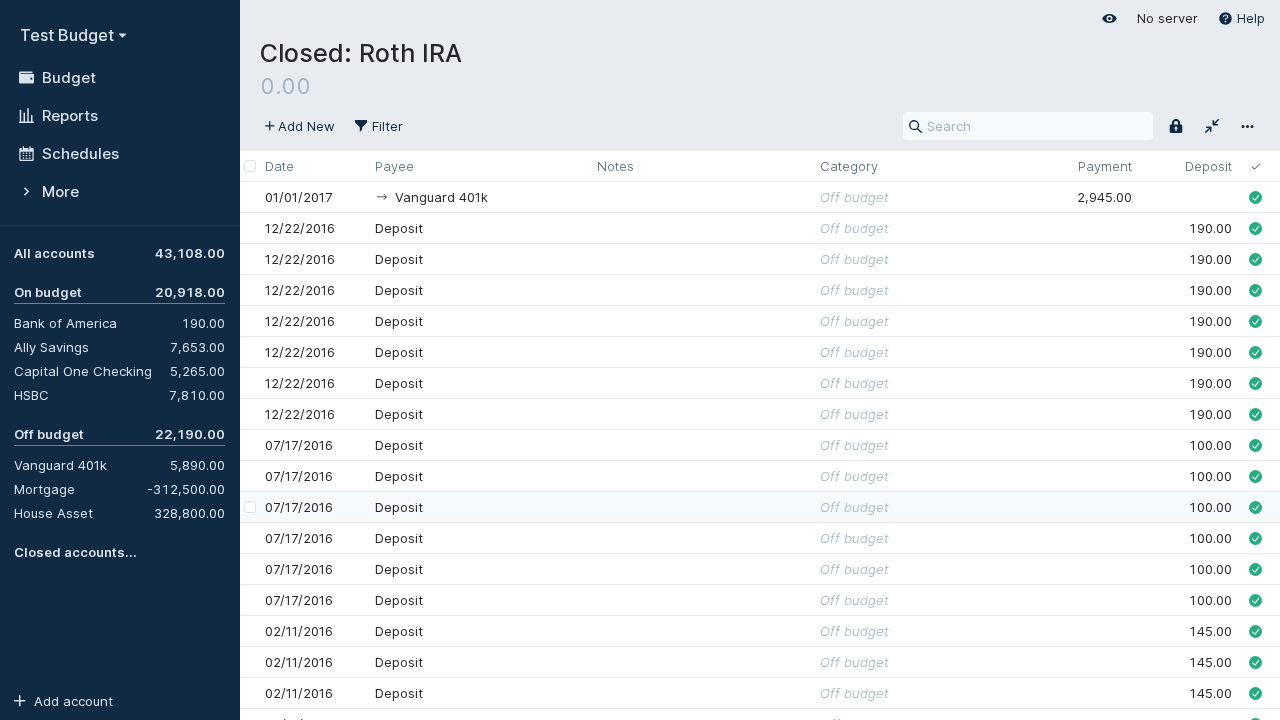 Test Budget
Budget
Reports
Schedules
More
All accounts 43,108.00
On budget 20,918.00
Bank of America 190.00
Ally Savings 7,653.00
Capital One Checking 5,265.00
HSBC 7,810.00
Off budget 22,190.00
Vanguard 401k 5,890.00
Mortgage -312,500.00
House Asset 328,800.00
Closed accounts...
Add account
No server Help
Closed: Roth IRA
0.00
Add New Filter Search
Date Payee Notes Category Payment Deposit
01/01/2017 Vanguard 401k Off budget 2,945.00
12/22/2016 Deposit Off budget 190.00
12/22/2016 Deposit Off budget 190.00
12/22/2016 Deposit Off budget 190.00
12/22/2016 Deposit Off budget 190.00
12/22/2016 Deposit Off budget 190.00
12/22/2016 Deposit Off budget 190.00
12/22/2016 Deposit Off budget 190.00
07/17/2016 Deposit Off budget 100.00
07/17/2016 Deposit Off budget 100.00
07/17/2016 Deposit Off budget 100.00
07/17/2016 Deposit Off budget 100.00
07/17/2016 Deposit Off budget 100.00
07/17/2016 Deposit Off budget 100.00
02/11/2016 Deposit Off budget 145.00
02/11/2016 Deposit Off budget 145.00
02/11/2016 Deposit Off budget 145.00